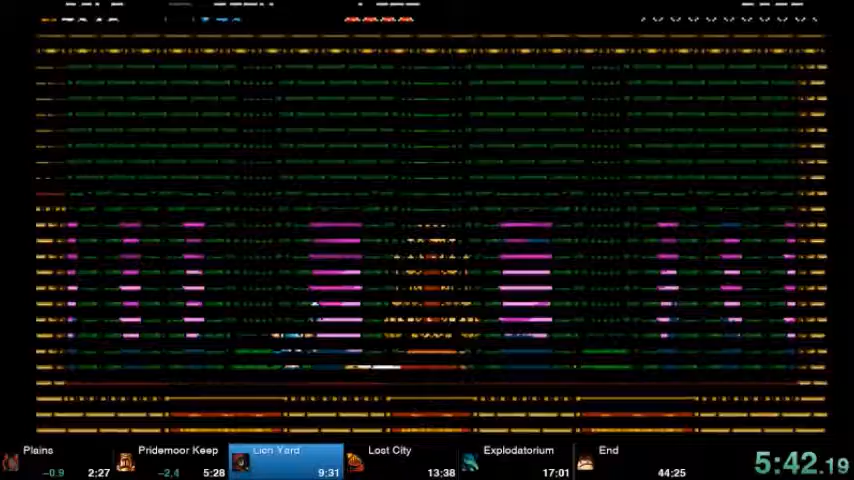 Plains
-0.9 2:27
Pridemoor Keep
-2.4 5:28
Lich Yard
9:31
Lost City
13:38
Explodatorium
17:01
End
44:25
5:42.19